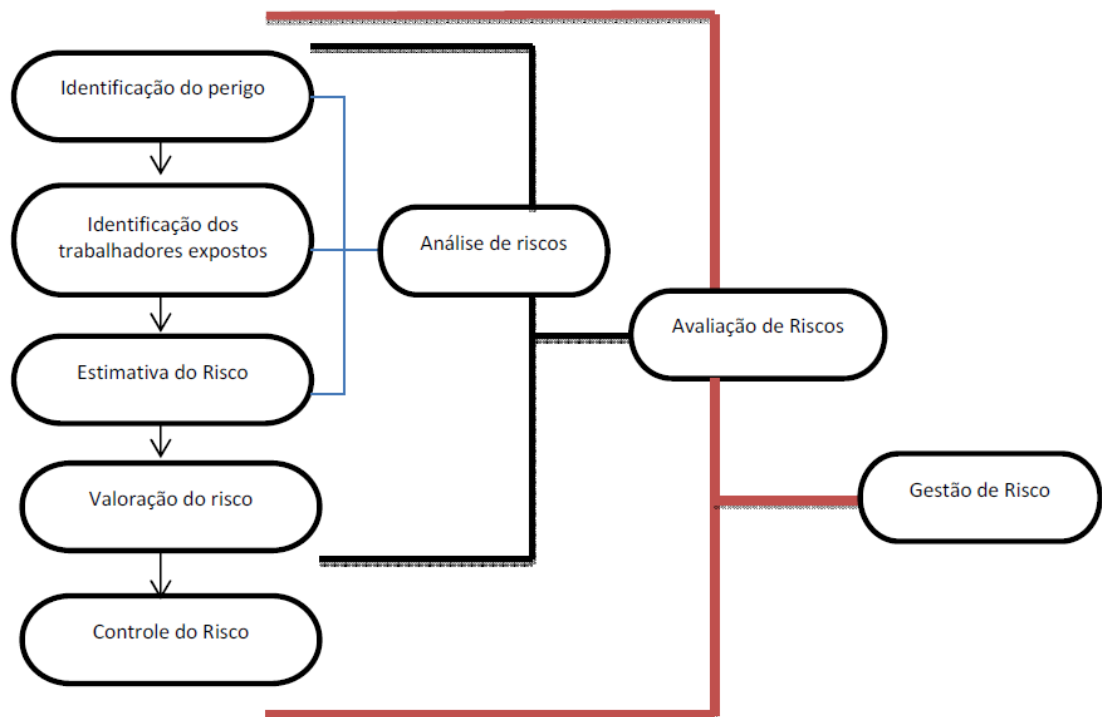 Identificação do perigo
Identificação dos
trabalhadores expostos
Análise de riscos
Avaliação de Riscos
Estimativa do Risco
Valoração do risco
Gestão de Risco
Controle do Risco